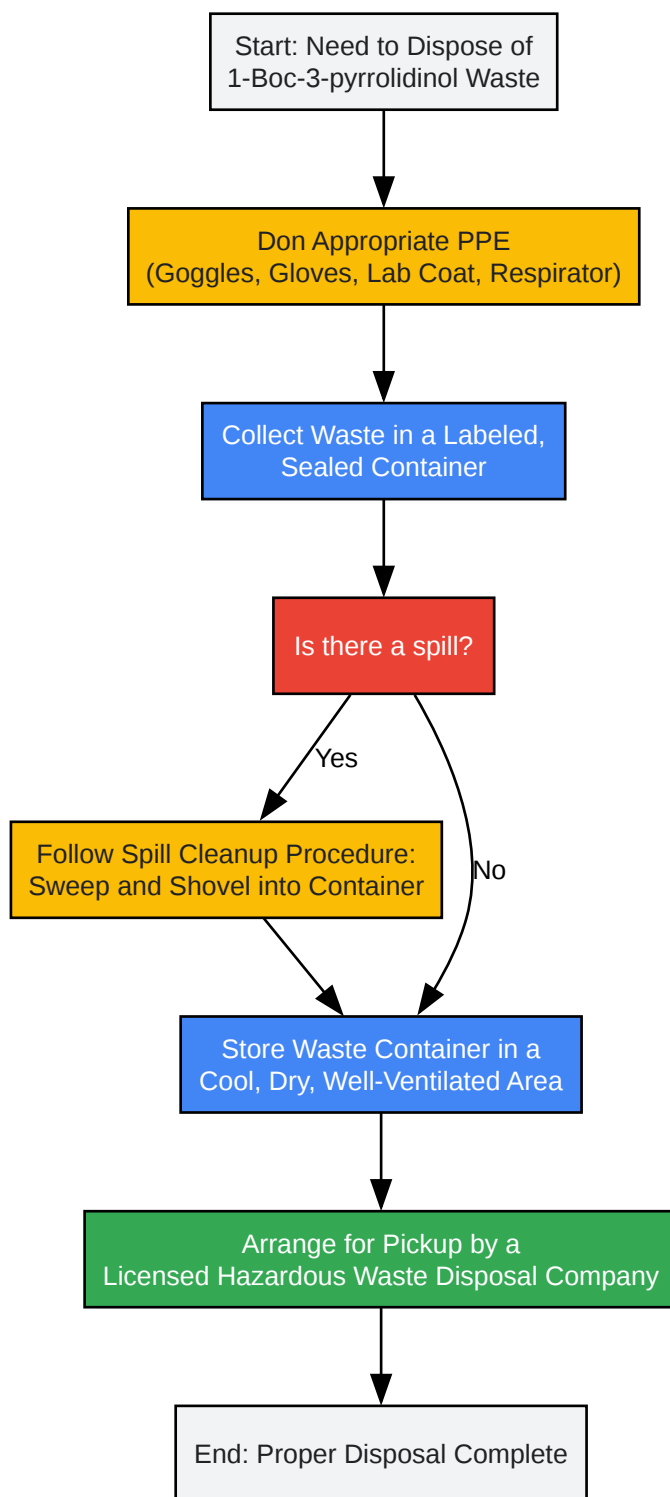 Start: Need to Dispose of
1-Boc-3-pyrrolidinol Waste
Don Appropriate PPE
(Goggles, Gloves, Lab Coat, Respirator)
Collect Waste in a Labeled,
Sealed Container
Is there a spill?
Yes
Follow Spill Cleanup Procedure:
Sweep and Shovel into Container
No
Store Waste Container in a
Cool, Dry, Well-Ventilated Area
Arrange for Pickup by a
Licensed Hazardous Waste Disposal Company
End: Proper Disposal Complete